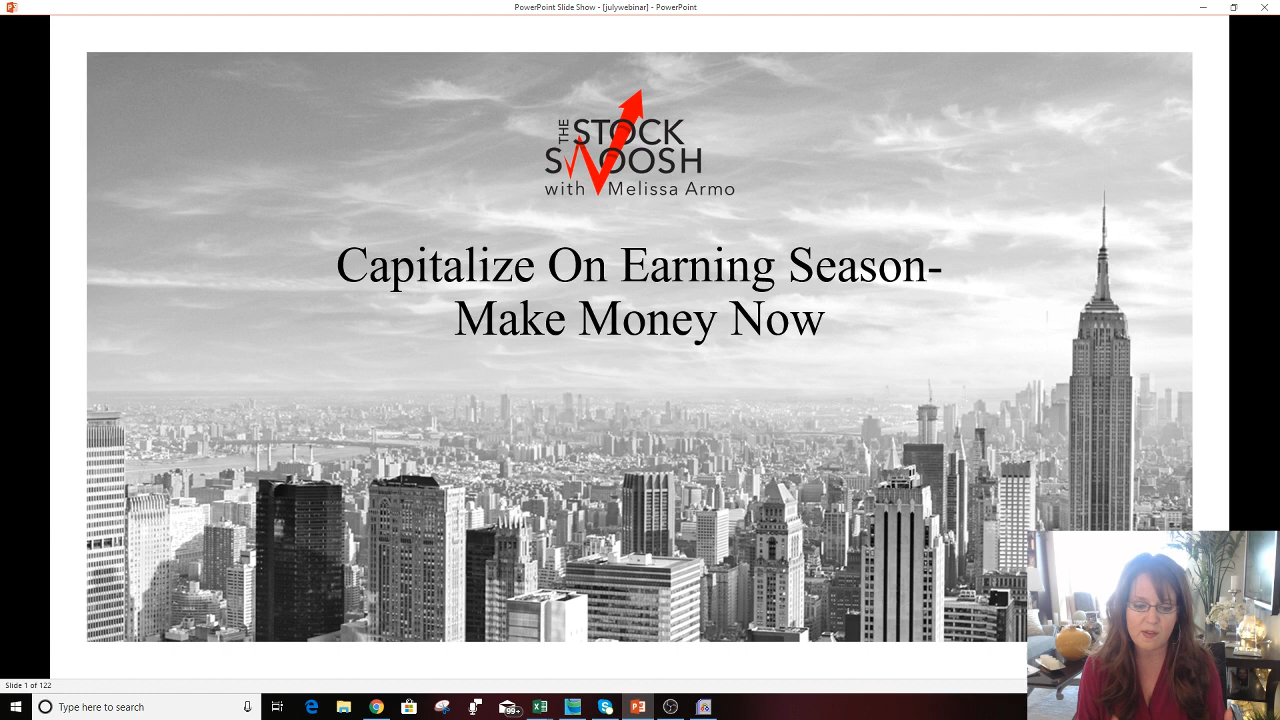 PowerPoint Slide Show - [julywebinar] - PowerPoint
THE STOCK
SWOOSH
with Melissa Armo
Capitalize On Earning Season-
Make Money Now
Slide 1 of 122
Type here to search
99+